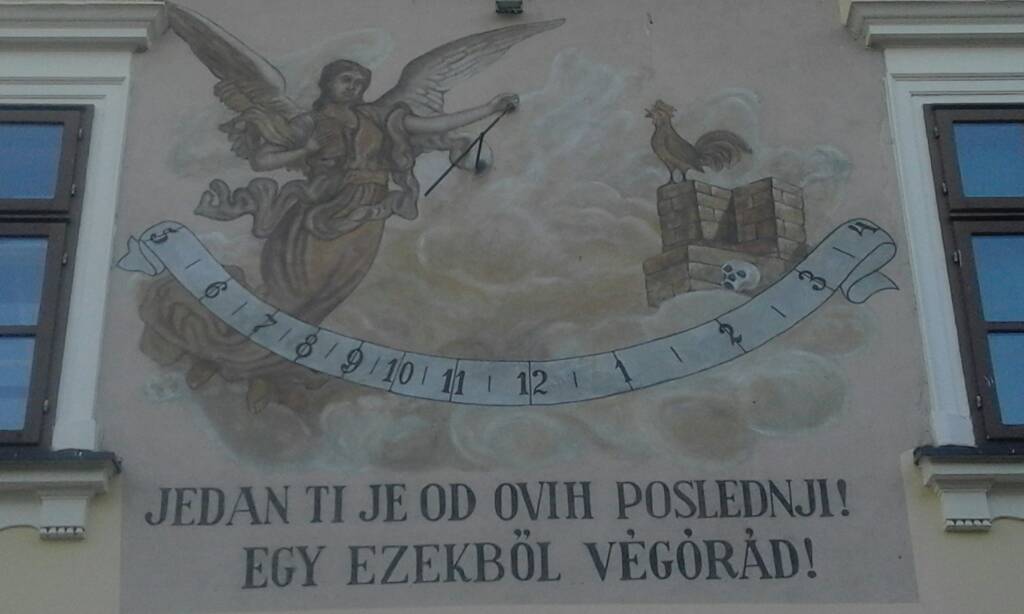 5 6 7 8 9 10 11 12 1 2 3 4
JEDAN TI JE OD OVIH POSLEDNJI!
EGY EZEKBŐL VÉGÓRÁD!